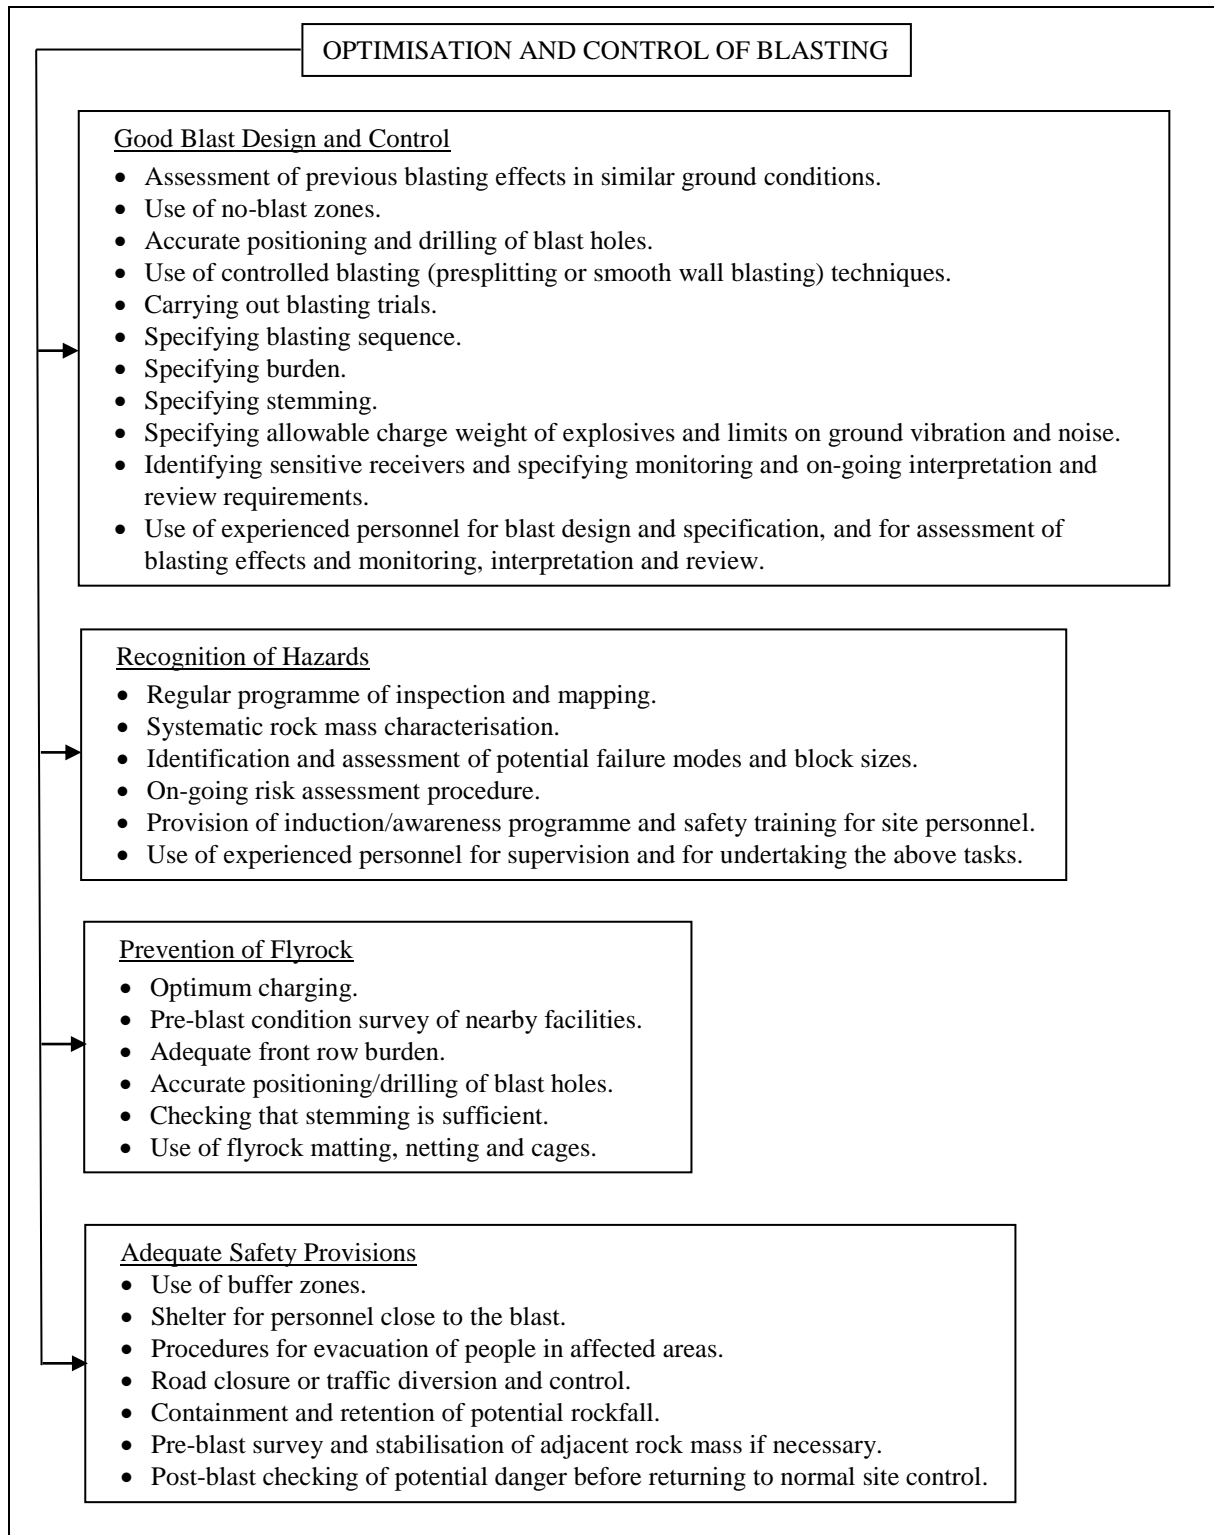 OPTIMISATION AND CONTROL OF BLASTING
Good Blast Design and Control
• Assessment of previous blasting effects in similar ground conditions.
• Use of no-blast zones.
• Accurate positioning and drilling of blast holes.
• Use of controlled blasting (presplitting or smooth wall blasting) techniques.
• Carrying out blasting trials.
• Specifying blasting sequence.
• Specifying burden.
• Specifying stemming.
• Specifying allowable charge weight of explosives and limits on ground vibration and noise.
• Identifying sensitive receivers and specifying monitoring and on-going interpretation and
review requirements.
• Use of experienced personnel for blast design and specification, and for assessment of
blasting effects and monitoring, interpretation and review.
Recognition of Hazards
• Regular programme of inspection and mapping.
• Systematic rock mass characterisation.
• Identification and assessment of potential failure modes and block sizes.
• On-going risk assessment procedure.
• Provision of induction/awareness programme and safety training for site personnel.
• Use of experienced personnel for supervision and for undertaking the above tasks.
Prevention of Flyrock
• Optimum charging.
• Pre-blast condition survey of nearby facilities.
• Adequate front row burden.
• Accurate positioning/drilling of blast holes.
• Checking that stemming is sufficient.
• Use of flyrock matting, netting and cages.
Adequate Safety Provisions
• Use of buffer zones.
• Shelter for personnel close to the blast.
• Procedures for evacuation of people in affected areas.
• Road closure or traffic diversion and control.
• Containment and retention of potential rockfall.
• Pre-blast survey and stabilisation of adjacent rock mass if necessary.
• Post-blast checking of potential danger before returning to normal site control.